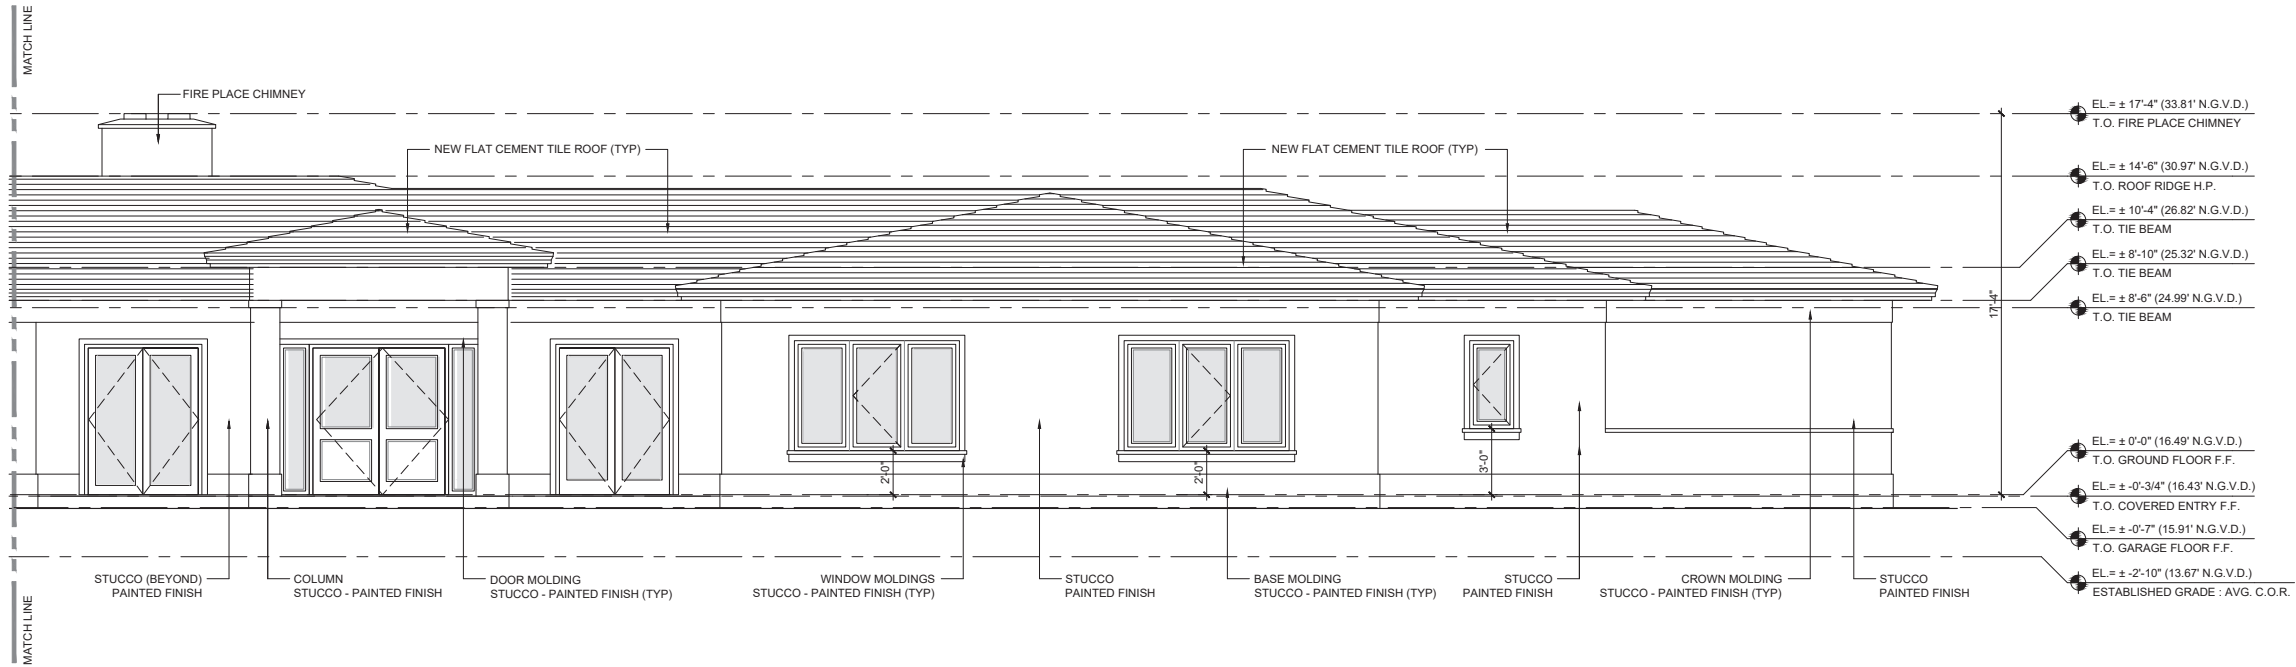 MATCH LINE
FIRE PLACE CHIMNEY
NEW FLAT CEMENT TILE ROOF (TYP)
NEW FLAT CEMENT TILE ROOF (TYP)
EL.= ± 17'-4" (33.81' N.G.V.D.)
T.O. FIRE PLACE CHIMNEY
EL.= ± 14'-6" (30.97' N.G.V.D.)
T.O. ROOF RIDGE H.P.
EL.= ± 10'-4" (26.82' N.G.V.D.)
T.O. TIE BEAM
EL.= ± 8'-10" (25.32' N.G.V.D.)
T.O. TIE BEAM
EL.= ± 8'-6" (24.99' N.G.V.D.)
T.O. TIE BEAM
17'-4"
2'-0"
2'-0"
3'-0"
EL.= ± 0'-0" (16.49' N.G.V.D.)
T.O. GROUND FLOOR F.F.
EL.= ± -0'-3/4" (16.43' N.G.V.D.)
T.O. COVERED ENTRY F.F.
EL.= ± -0'-7" (15.91' N.G.V.D.)
T.O. GARAGE FLOOR F.F.
EL.= ± -2'-10" (13.67' N.G.V.D.)
ESTABLISHED GRADE : AVG. C.O.R.
STUCCO (BEYOND)
PAINTED FINISH
COLUMN
STUCCO - PAINTED FINISH
DOOR MOLDING
STUCCO - PAINTED FINISH (TYP)
WINDOW MOLDINGS
STUCCO - PAINTED FINISH (TYP)
STUCCO
PAINTED FINISH
BASE MOLDING
STUCCO - PAINTED FINISH (TYP)
STUCCO
PAINTED FINISH
CROWN MOLDING
STUCCO - PAINTED FINISH (TYP)
STUCCO
PAINTED FINISH
MATCH LINE